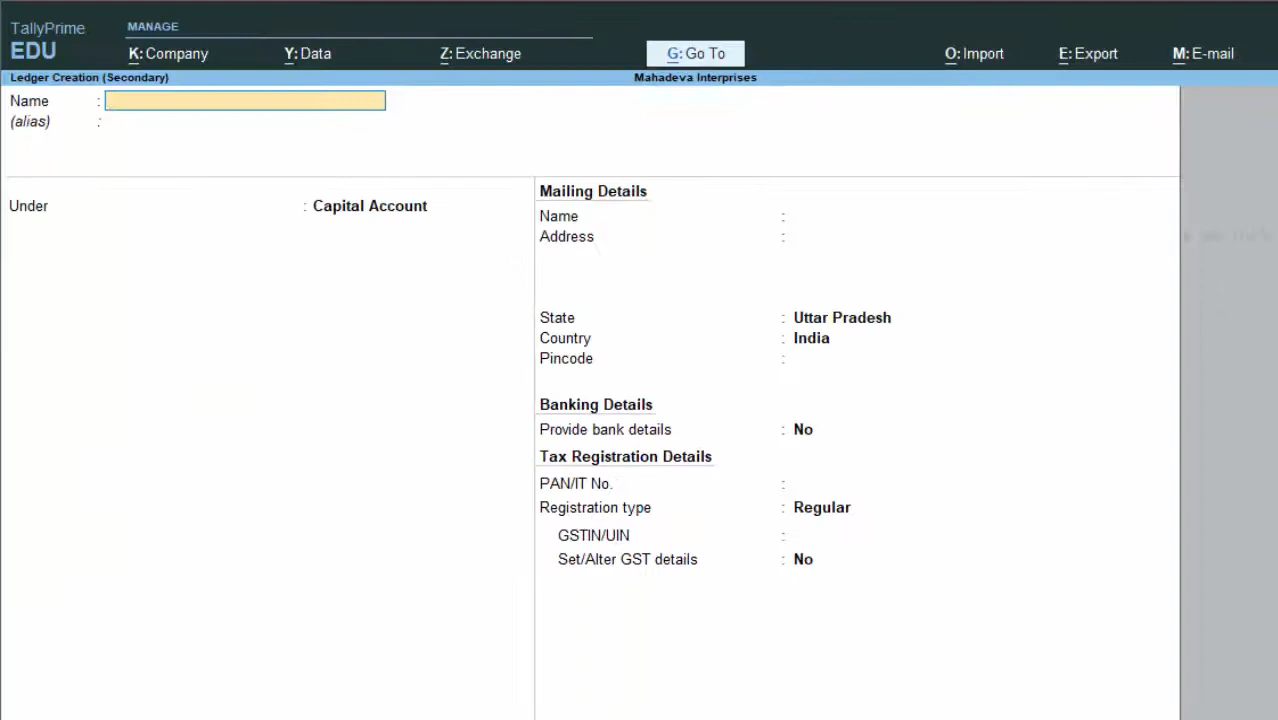 TallyPrime
MANAGE
EDU
K: Company
Y: Data
Z: Exchange
G: Go To
O: Import
E: Export
M: E-mail
Ledger Creation (Secondary)
Mahadeva Interprises
Name :
(alias) :
Under : Capital Account
Mailing Details
Name :
Address :
State : Uttar Pradesh
Country : India
Pincode :
Banking Details
Provide bank details : No
Tax Registration Details
PAN/IT No. :
Registration type : Regular
GSTIN/UIN :
Set/Alter GST details : No